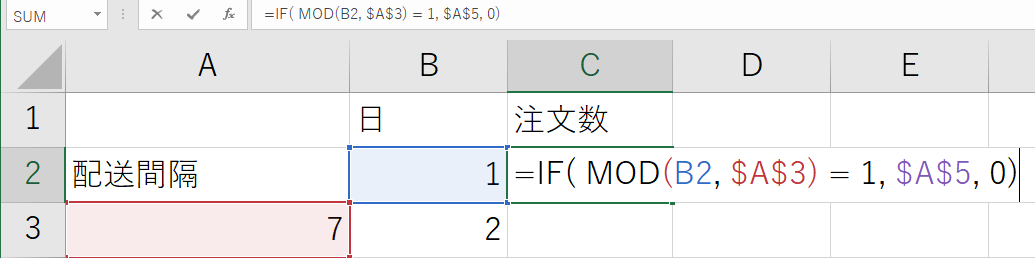 SUM =IF( MOD(B2, $A$3) = 1, $A$5, 0)
A B C D E
1 日 注文数
2 配送間隔 1 =IF( MOD(B2, $A$3) = 1, $A$5, 0)
3 7 2